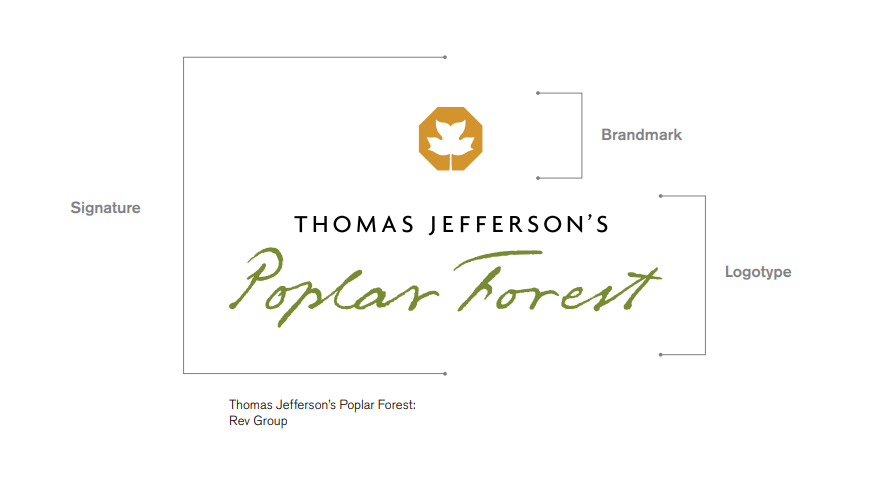 Brandmark
Signature
THOMAS JEFFERSON’S
Poplar Forest
Logotype
Thomas Jefferson’s Poplar Forest:
Rev Group